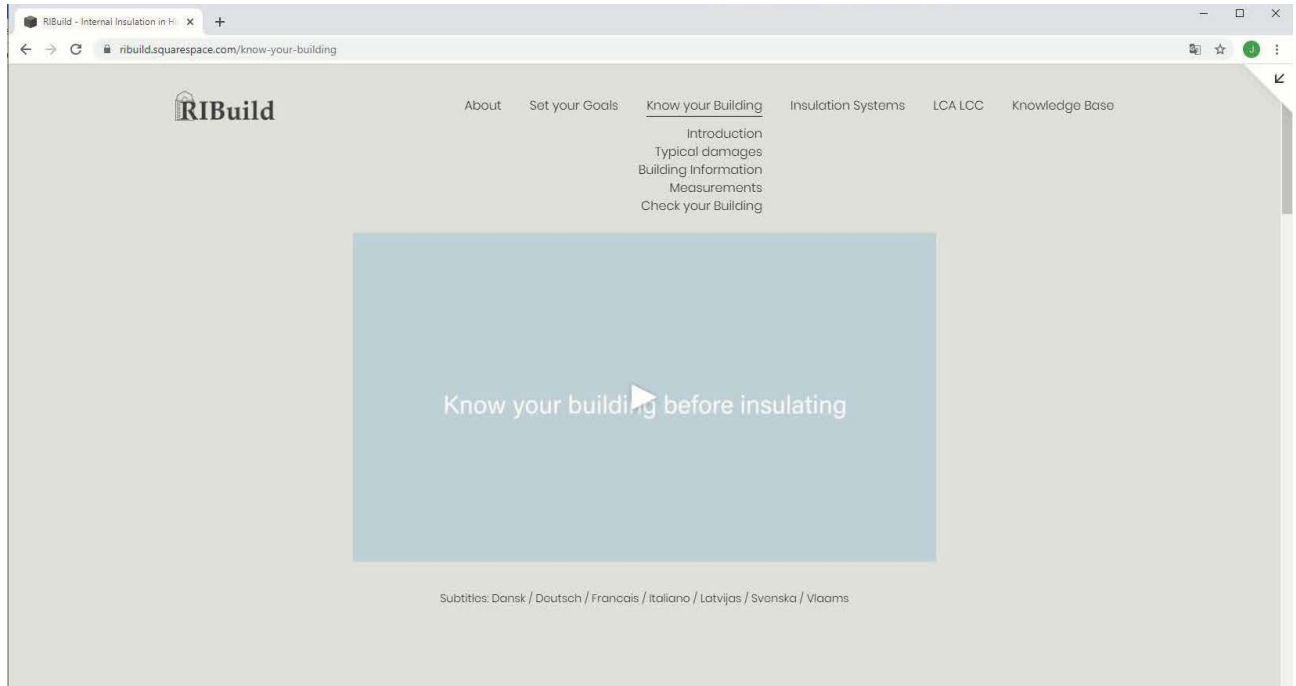 RIBuild - Internal Insulation in Hi
ribuild.squarespace.com/know-your-building
J
RIBuild
About Set your Goals Know your Building Insulation Systems LCA LCC Knowledge Base
Introduction
Typical damages
Building Information
Measurements
Check your Building
Know your building before insulating
Subtitles: Dansk / Deutsch / Francais / Italiano / Latvijas / Svenska / Vlaams